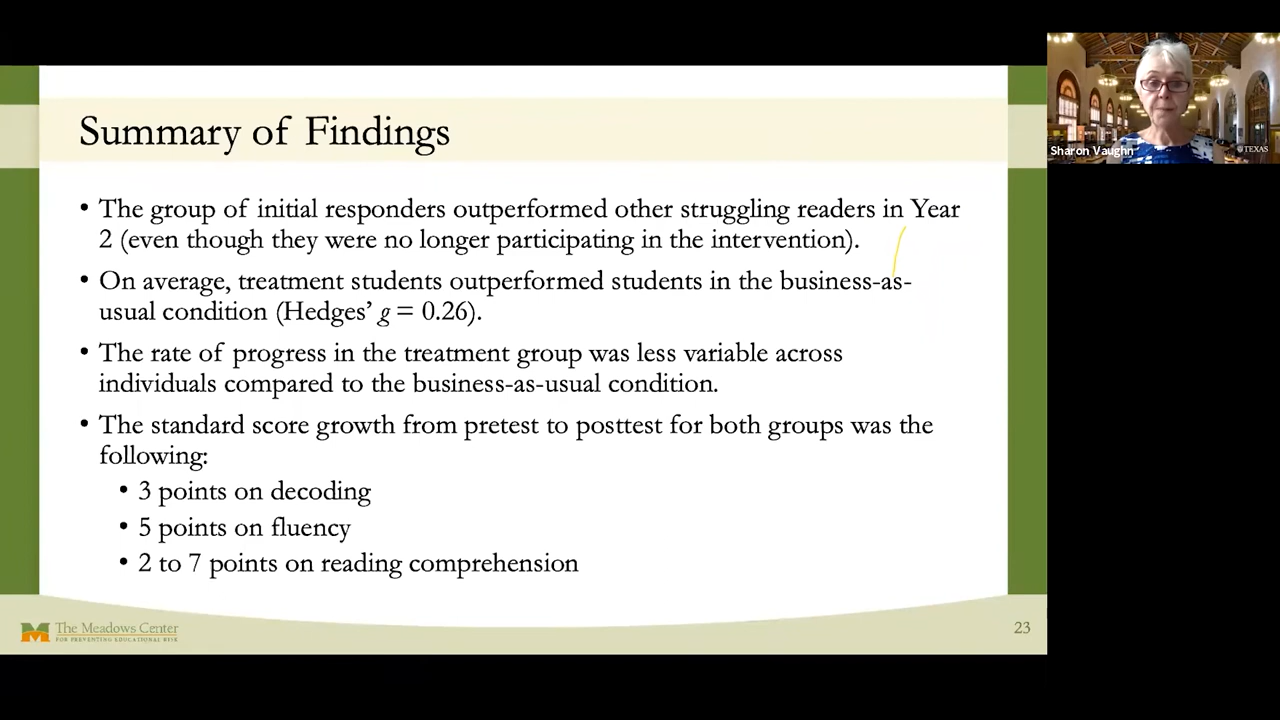 Summary of Findings
• The group of initial responders outperformed other struggling readers in Year
2 (even though they were no longer participating in the intervention).
• On average, treatment students outperformed students in the business-as-
usual condition (Hedges’ g = 0.26).
• The rate of progress in the treatment group was less variable across
individuals compared to the business-as-usual condition.
• The standard score growth from pretest to posttest for both groups was the
following:
• 3 points on decoding
• 5 points on fluency
• 2 to 7 points on reading comprehension
The Meadows Center
FOR PREVENTING EDUCATIONAL RISK
23
Sharon Vaughn
TEXAS